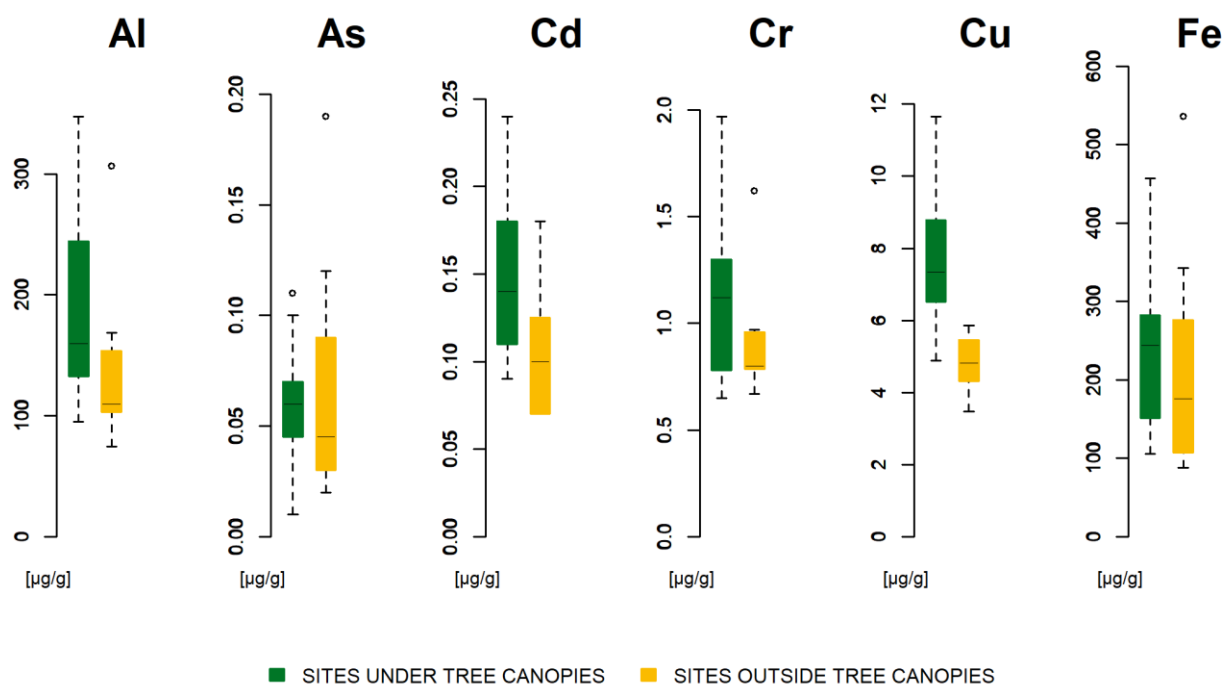 Al As Cd Cr Cu Fe
0 100 200 300
0.00 0.05 0.10 0.15 0.20
0.00 0.05 0.10 0.15 0.20 0.25
0.0 0.5 1.0 1.5 2.0
0 2 4 6 8 10 12
0 100 200 300 400 500 600
[µg/g] [µg/g] [µg/g] [µg/g] [µg/g] [µg/g]
SITES UNDER TREE CANOPIES SITES OUTSIDE TREE CANOPIES